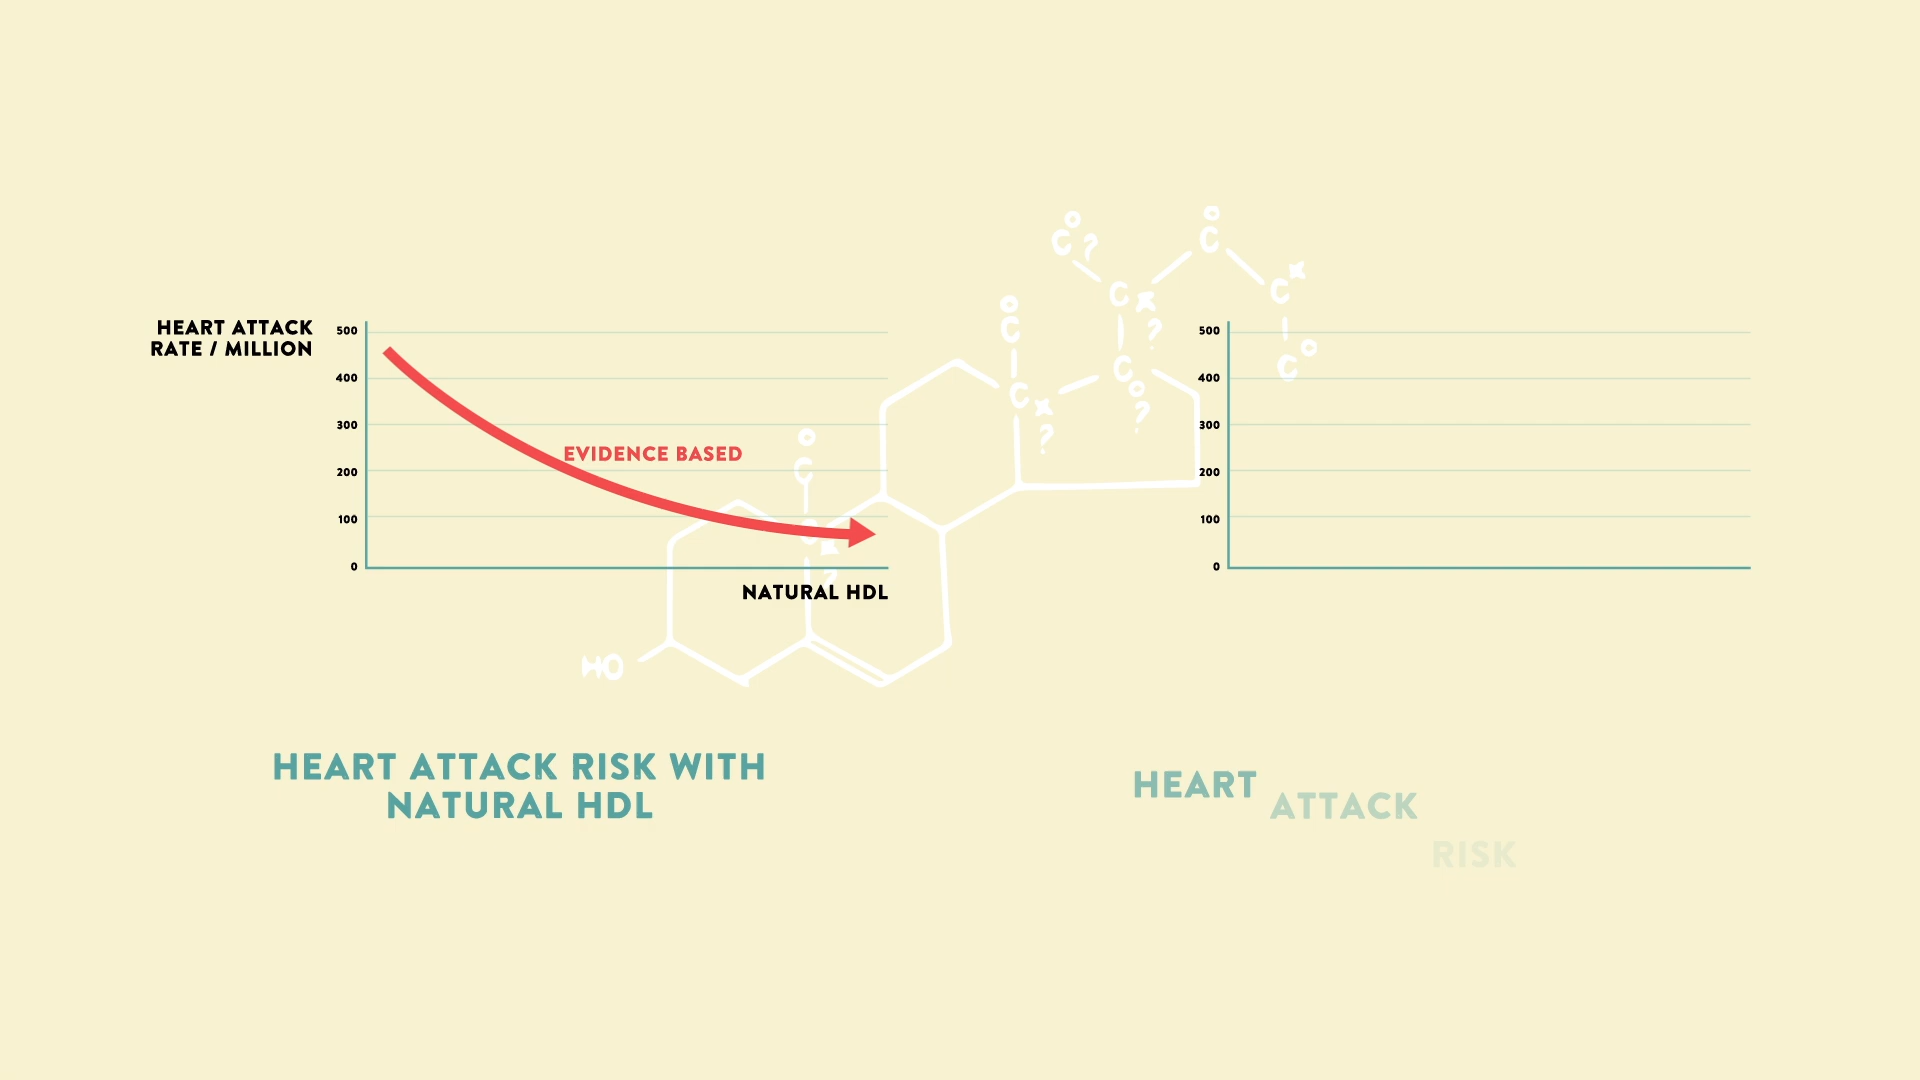 HEART ATTACK
RATE / MILLION
500
400
300
200
100
0
EVIDENCE BASED
NATURAL HDL
HO
C
C
C
C
C ?
C
?
C
?
C
?
C
C
500
400
300
200
100
0
HEART ATTACK RISK WITH
NATURAL HDL
HEART
ATTACK
RISK